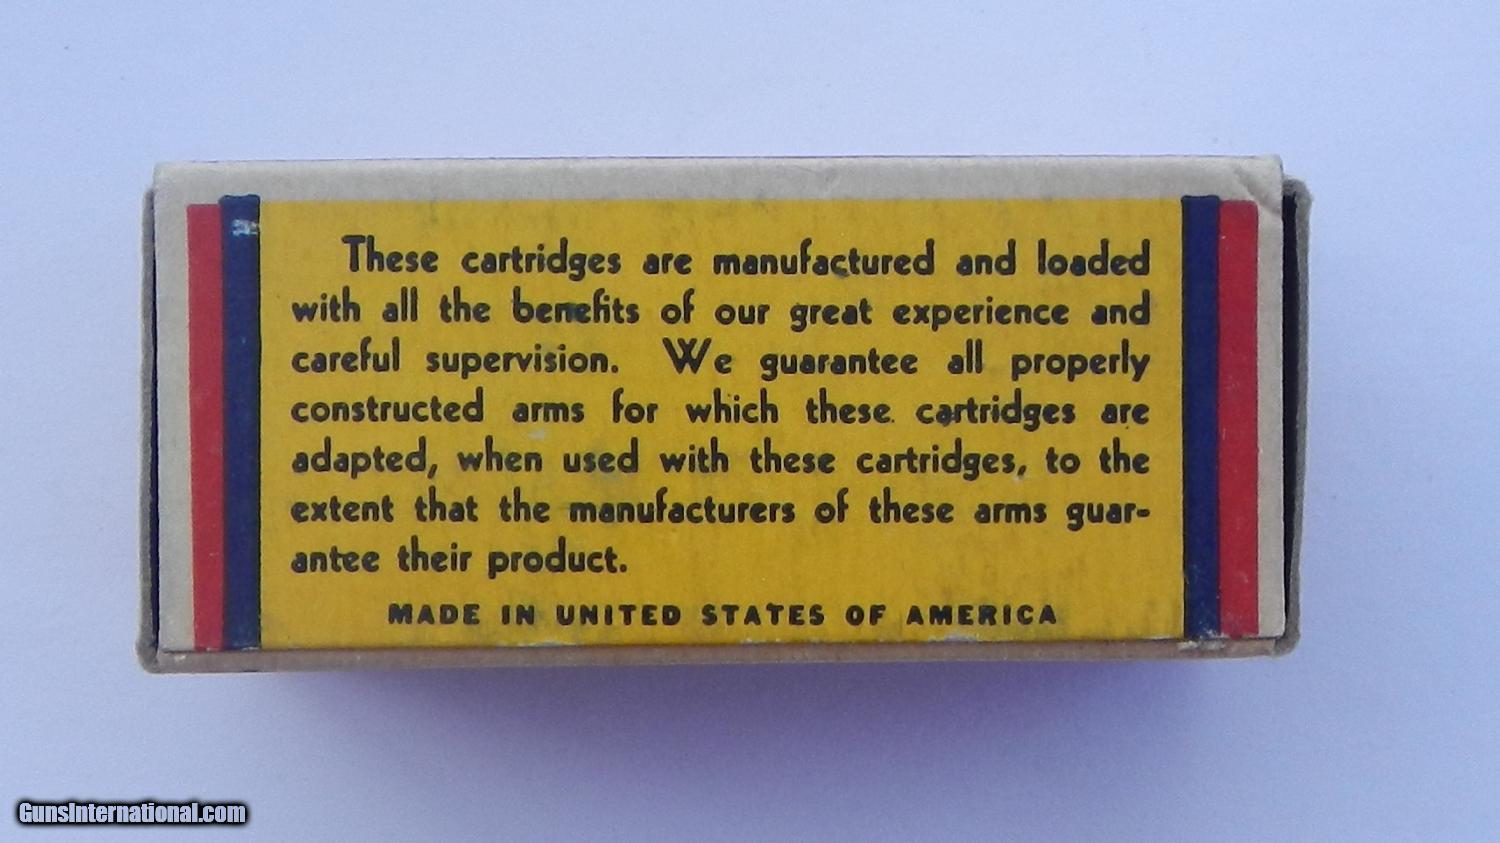 These cartridges are manufactured and loaded
with all the benefits of our great experience and
careful supervision. We guarantee all properly
constructed arms for which these cartridges are
adapted, when used with these cartridges, to the
extent that the manufacturers of these arms guar-
antee their product.
MADE IN UNITED STATES OF AMERICA
GunsInternational.com